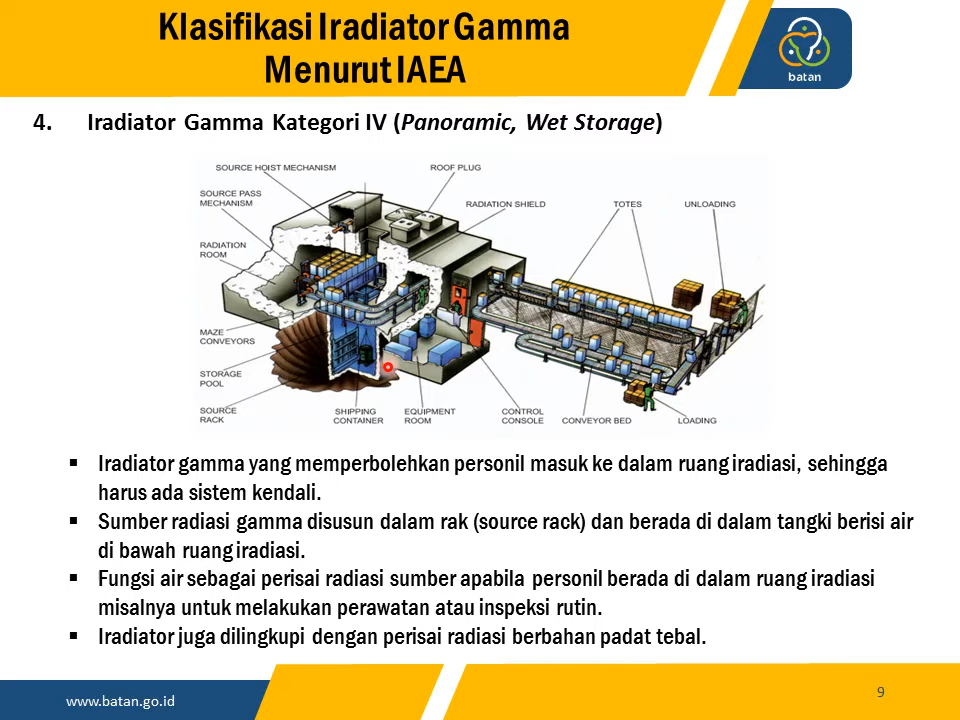 Klasifikasi Iradiator Gamma
Menurut IAEA
batan
4. Iradiator Gamma Kategori IV (Panoramic, Wet Storage)
SOURCE HOIST MECHANISM
ROOF PLUG
SOURCE PASS
MECHANISM
RADIATION SHIELD
TOTES
UNLOADING
RADIATION
ROOM
MAZE
CONVEYORS
STORAGE
POOL
SOURCE
RACK
SHIPPING
CONTAINER
EQUIPMENT
ROOM
CONTROL
CONSOLE
CONVEYOR BED
LOADING
▪ Iradiator gamma yang memperbolehkan personil masuk ke dalam ruang iradiasi, sehingga
harus ada sistem kendali.
▪ Sumber radiasi gamma disusun dalam rak (source rack) dan berada di dalam tangki berisi air
di bawah ruang iradiasi.
▪ Fungsi air sebagai perisai radiasi sumber apabila personil berada di dalam ruang iradiasi
misalnya untuk melakukan perawatan atau inspeksi rutin.
▪ Iradiator juga dilingkupi dengan perisai radiasi berbahan padat tebal.
www.batan.go.id
9